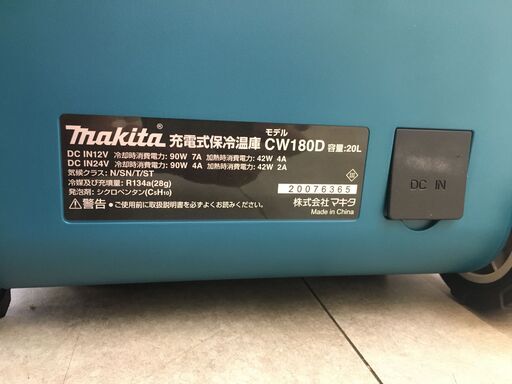 makita® 充電式保冷温庫 モデル CW180D 容量:20L
DC IN12V 冷却時消費電力: 90W 7A 加熱時消費電力: 42W 4A
DC IN24V 冷却時消費電力: 90W 4A 加熱時消費電力: 42W 2A
気候クラス: N/SN/T/ST
冷媒及び充填量: R134a(28g)
発泡剤: シクロペンタン(C₅H₁₀)
20076365
⚠警告 ●ご使用前に取扱説明書を必ずよくお読みください。
株式会社マキタ
Made in China
DC IN